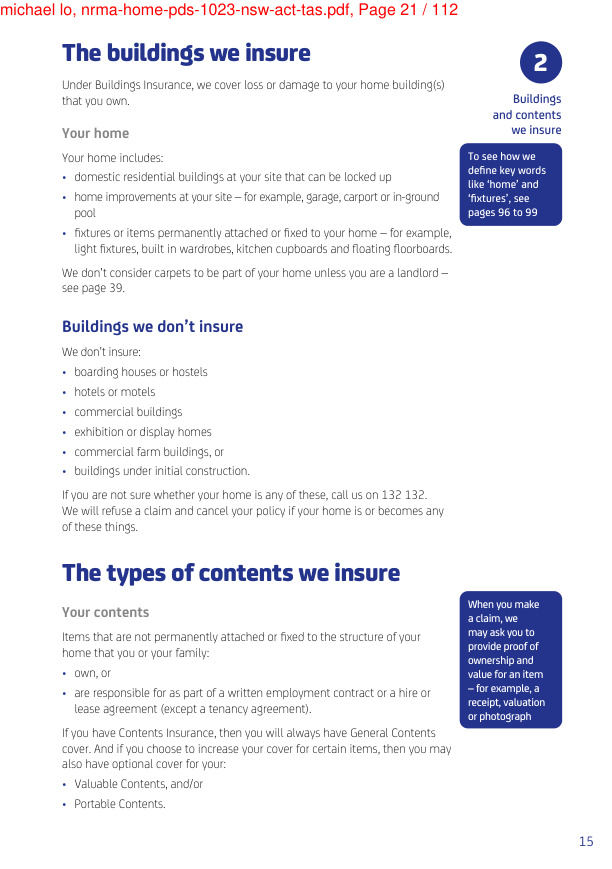 michael lo, nrma-home-pds-1023-nsw-act-tas.pdf, Page 21 / 112
The buildings we insure
Under Buildings Insurance, we cover loss or damage to your home building(s)
that you own.
Your home
Your home includes:
• domestic residential buildings at your site that can be locked up
• home improvements at your site – for example, garage, carport or in-ground
pool
• fixtures or items permanently attached or fixed to your home – for example,
light fixtures, built in wardrobes, kitchen cupboards and floating floorboards.
We don't consider carpets to be part of your home unless you are a landlord –
see page 39.
2
Buildings
and contents
we insure
To see how we
define key words
like 'home' and
'fixtures', see
pages 96 to 99
Buildings we don't insure
We don't insure:
• boarding houses or hostels
• hotels or motels
• commercial buildings
• exhibition or display homes
• commercial farm buildings, or
• buildings under initial construction.
If you are not sure whether your home is any of these, call us on 132 132.
We will refuse a claim and cancel your policy if your home is or becomes any
of these things.
The types of contents we insure
Your contents
Items that are not permanently attached or fixed to the structure of your
home that you or your family:
• own, or
• are responsible for as part of a written employment contract or a hire or
lease agreement (except a tenancy agreement).
If you have Contents Insurance, then you will always have General Contents
cover. And if you choose to increase your cover for certain items, then you may
also have optional cover for your:
• Valuable Contents, and/or
• Portable Contents.
When you make
a claim, we
may ask you to
provide proof of
ownership and
value for an item
– for example, a
receipt, valuation
or photograph
15